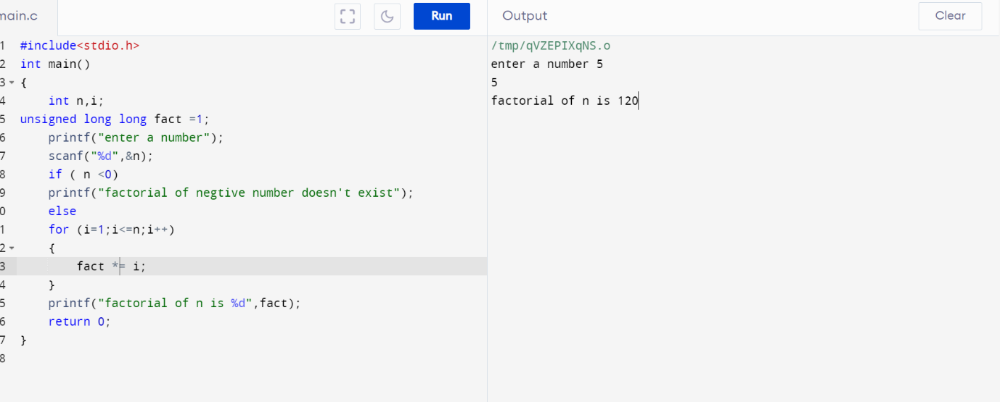 main.c
Run
Output
Clear
1 #include<stdio.h>
2 int main()
3 {
4 int n,i;
5 unsigned long long fact =1;
6 printf("enter a number");
7 scanf("%d",&n);
8 if ( n <0)
9 printf("factorial of negtive number doesn't exist");
0 else
1 for (i=1;i<=n;i++)
2 {
3 fact *= i;
4 }
5 printf("factorial of n is %d",fact);
6 return 0;
7 }
8
/tmp/qVZEPIXqNS.o
enter a number 5
5
factorial of n is 120